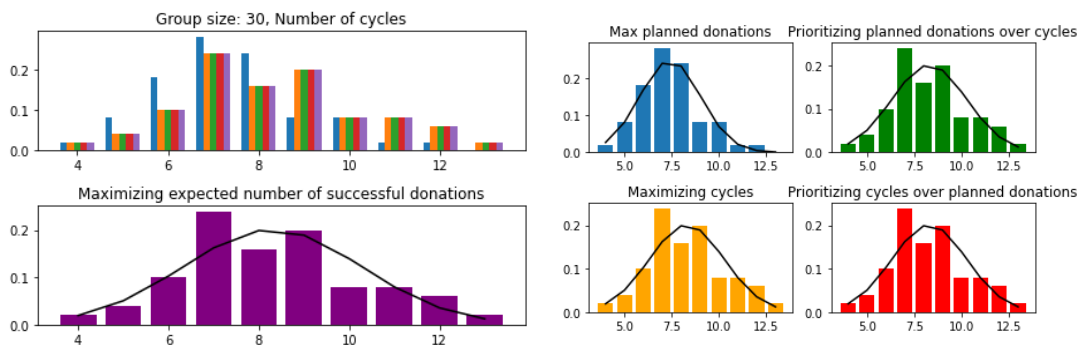 Group size: 30, Number of cycles
0.2
0.1
0.0
4 6 8 10 12
Maximizing expected number of successful donations
0.2
0.1
0.0
4 6 8 10 12
Max planned donations
0.2
0.1
0.0
5.0 7.5 10.0 12.5
Prioritizing planned donations over cycles
0.2
0.1
0.0
5.0 7.5 10.0 12.5
Maximizing cycles
0.2
0.1
0.0
5.0 7.5 10.0 12.5
Prioritizing cycles over planned donations
0.2
0.1
0.0
5.0 7.5 10.0 12.5